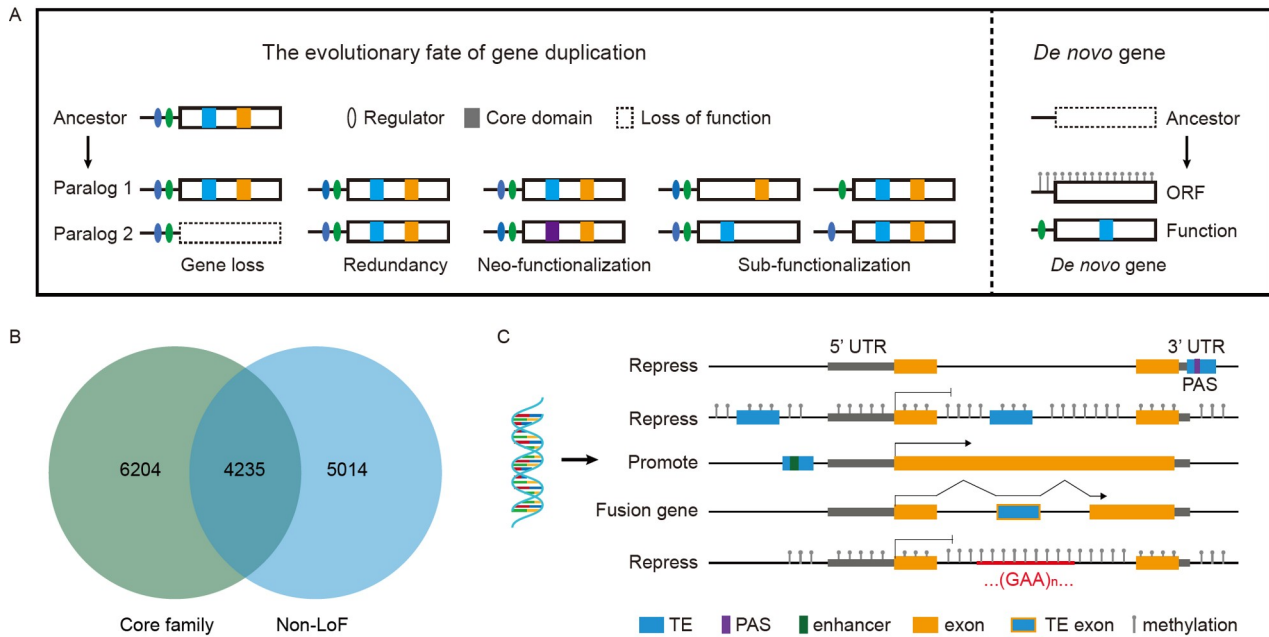 A
The evolutionary fate of gene duplication
De novo gene
Ancestor
Regulator
Core domain
Loss of function
Ancestor
Paralog 1
ORF
Paralog 2
Function
Gene loss
Redundancy
Neo-functionalization
Sub-functionalization
De novo gene
B
6204
4235
5014
Core family
Non-LoF
C
5’ UTR
3’ UTR
Repress
PAS
Repress
Promote
Fusion gene
Repress
...(GAA)n...
TE
PAS
enhancer
exon
TE exon
methylation